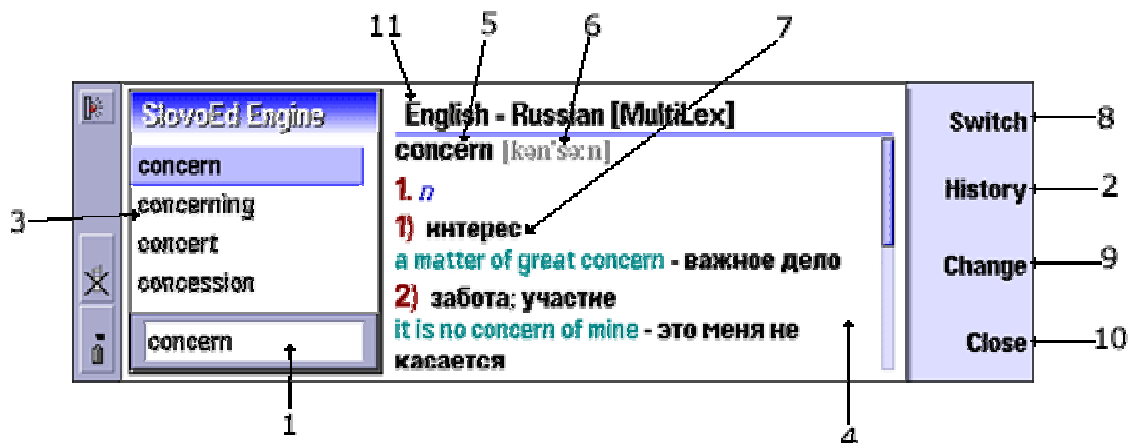 11 5 6 7
SlovoEd Engine
concern
concerning
concert
concession
concern
English - Russian [MultiLex]
concern [kən'sə:n]
1. n
1) интерес
a matter of great concern - важное дело
2) забота; участие
it is no concern of mine - это меня не
касается
Switch 8
History 2
Change 9
Close 10
3
1
4